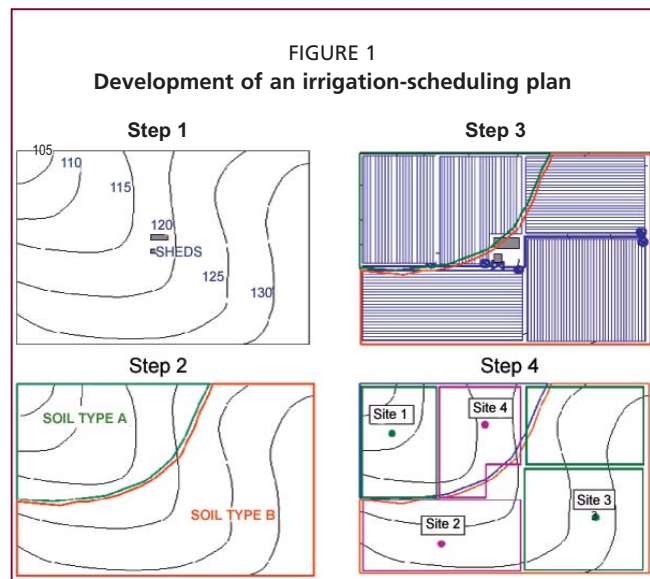 FIGURE 1
Development of an irrigation-scheduling plan
Step 1
105
110
115
120
SHEDS
125
130
Step 3
Step 2
SOIL TYPE A
SOIL TYPE B
Step 4
Site 1
Site 4
Site 3
Site 2